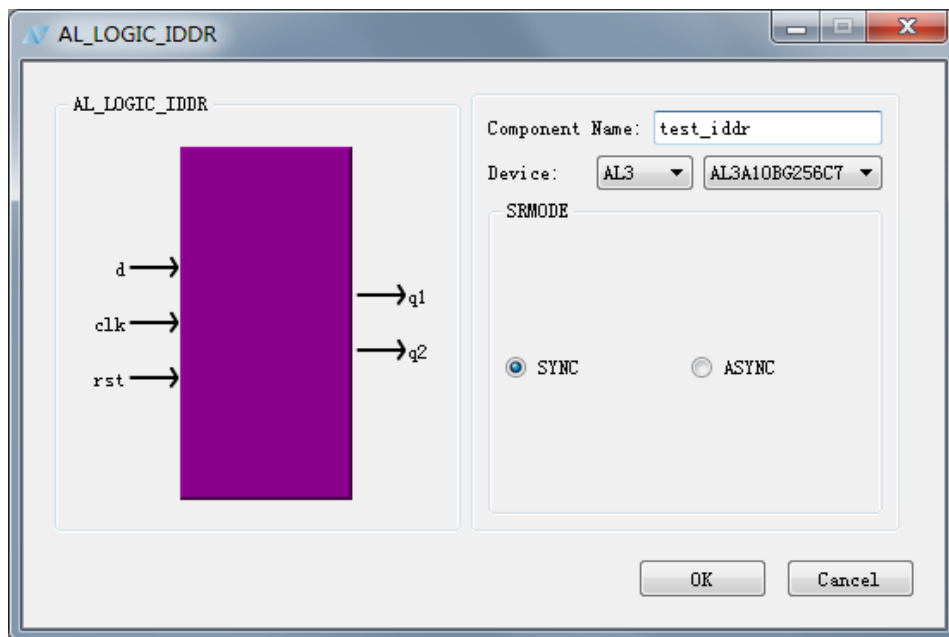 AL_LOGIC_IDDR
AL_LOGIC_IDDR
d
clk
rst
q1
q2
Component Name: test_iddr
Device: AL3 AL3A10BG256C7
SRMODE
SYNC ASYNC
OK Cancel